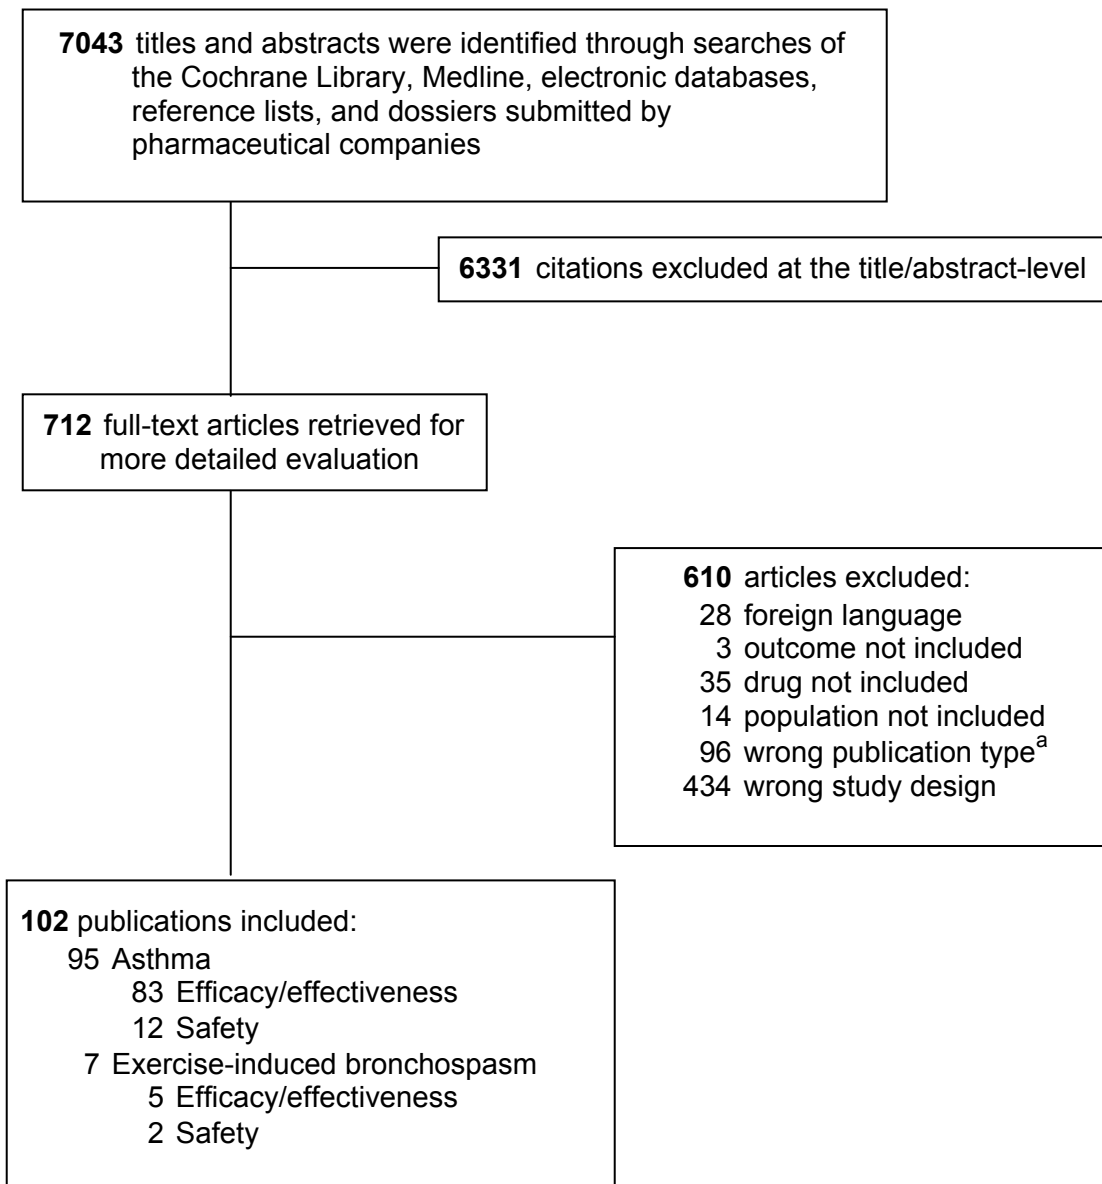 7043 titles and abstracts were identified through searches of
the Cochrane Library, Medline, electronic databases,
reference lists, and dossiers submitted by
pharmaceutical companies
6331 citations excluded at the title/abstract-level
712 full-text articles retrieved for
more detailed evaluation
610 articles excluded:
28 foreign language
3 outcome not included
35 drug not included
14 population not included
96 wrong publication type^a
434 wrong study design
102 publications included:
95 Asthma
83 Efficacy/effectiveness
12 Safety
7 Exercise-induced bronchospasm
5 Efficacy/effectiveness
2 Safety